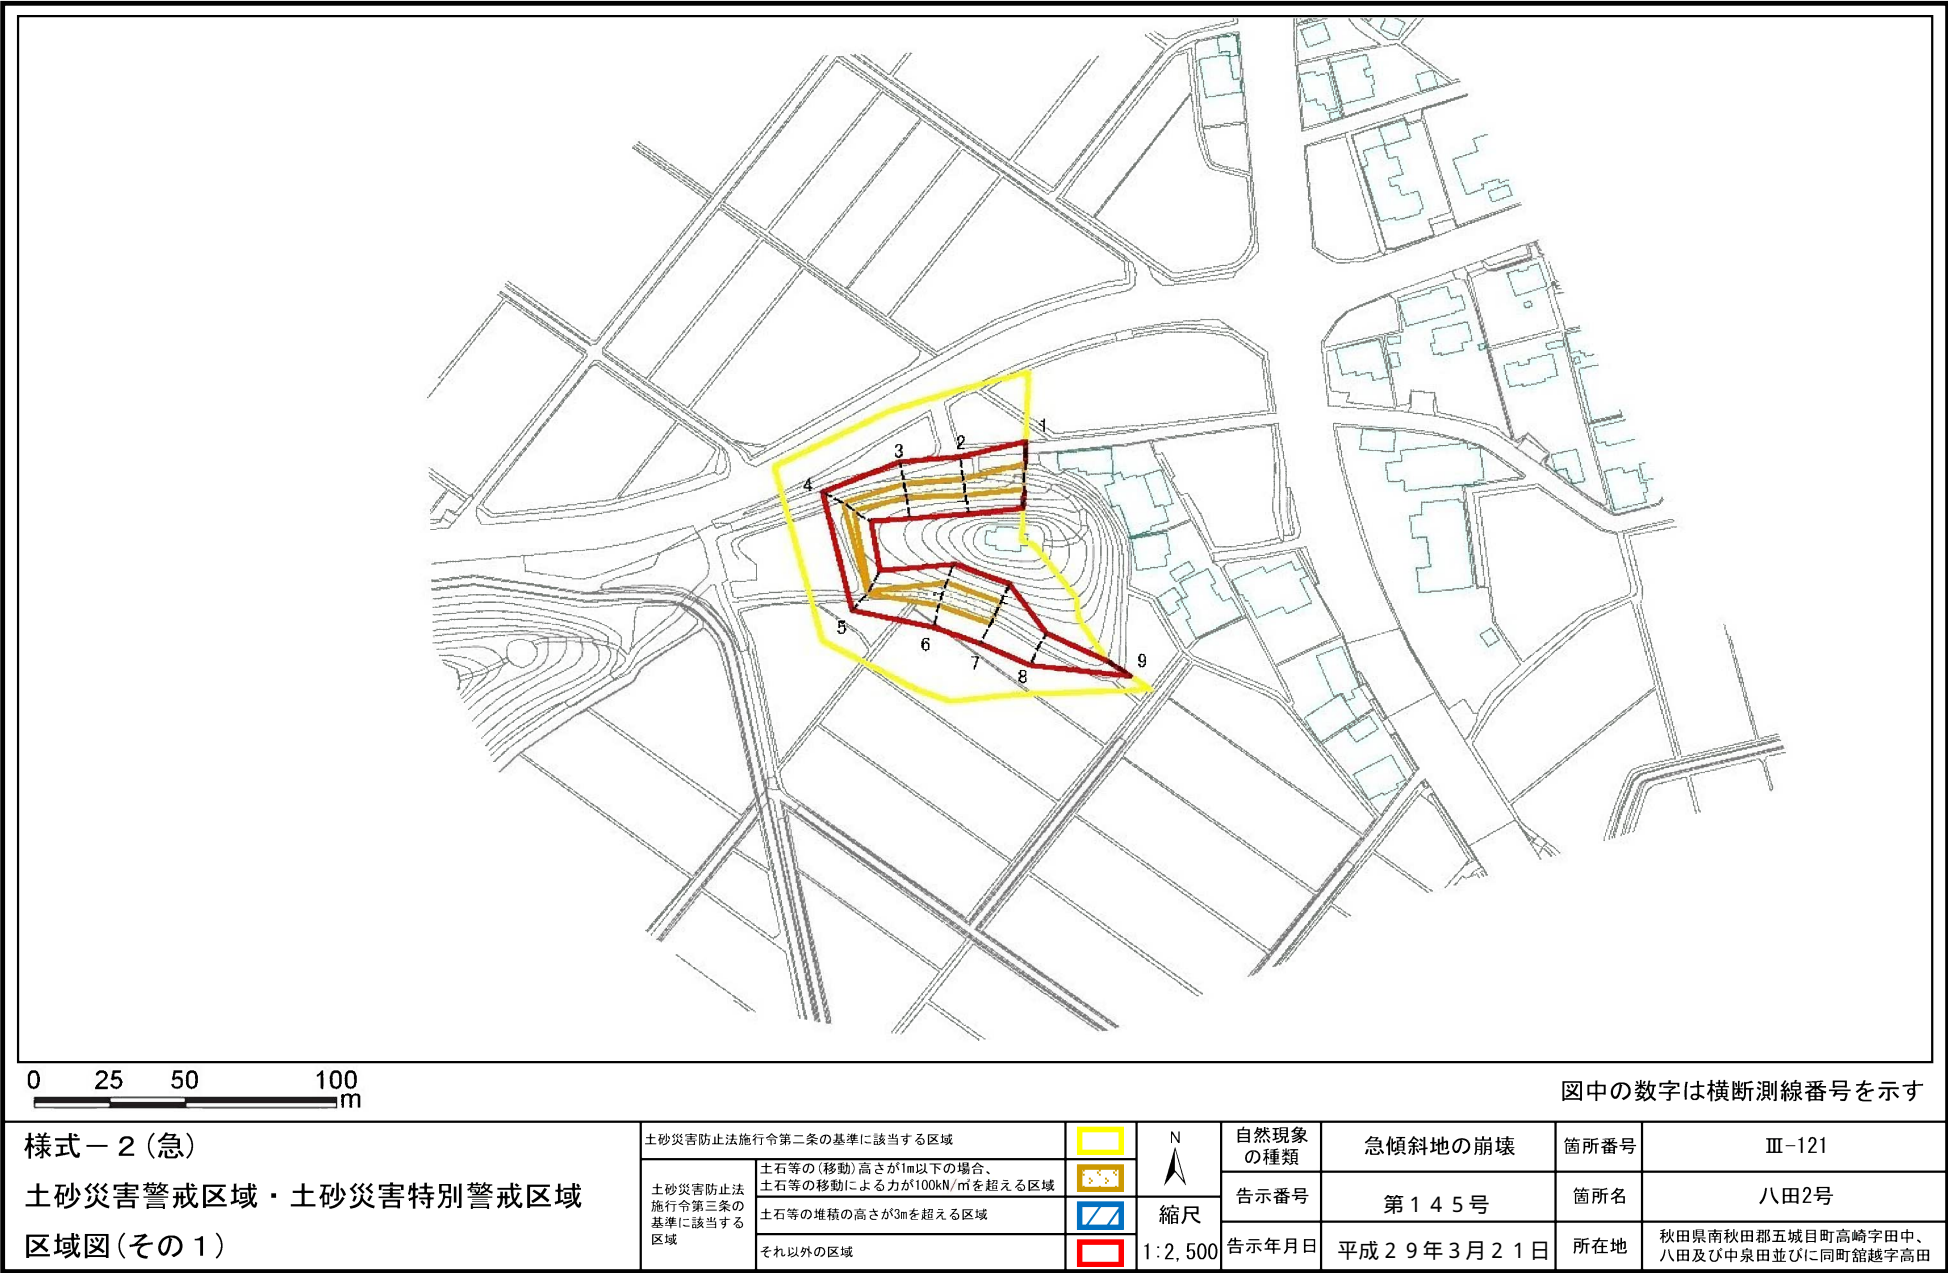 1
2
3
4
5
6
7
8
9
0 25 50 100
m
図中の数字は横断測線番号を示す
様式－２(急)
土砂災害警戒区域・土砂災害特別警戒区域
区域図(その１)
土砂災害防止法施行令第二条の基準に該当する区域
土砂災害防止法
施行令第三条の
基準に該当する
区域
土石等の(移動)高さが1m以下の場合、
土石等の移動による力が100kN/㎡を超える区域
土石等の堆積の高さが3mを超える区域
それ以外の区域
N
縮尺
1:2,500
自然現象
の種類
急傾斜地の崩壊
箇所番号
Ⅲ-121
告示番号
第１４５号
箇所名
八田2号
告示年月日
平成２９年３月２１日
所在地
秋田県南秋田郡五城目町高崎字田中、
八田及び中泉田並びに同町舘越字高田